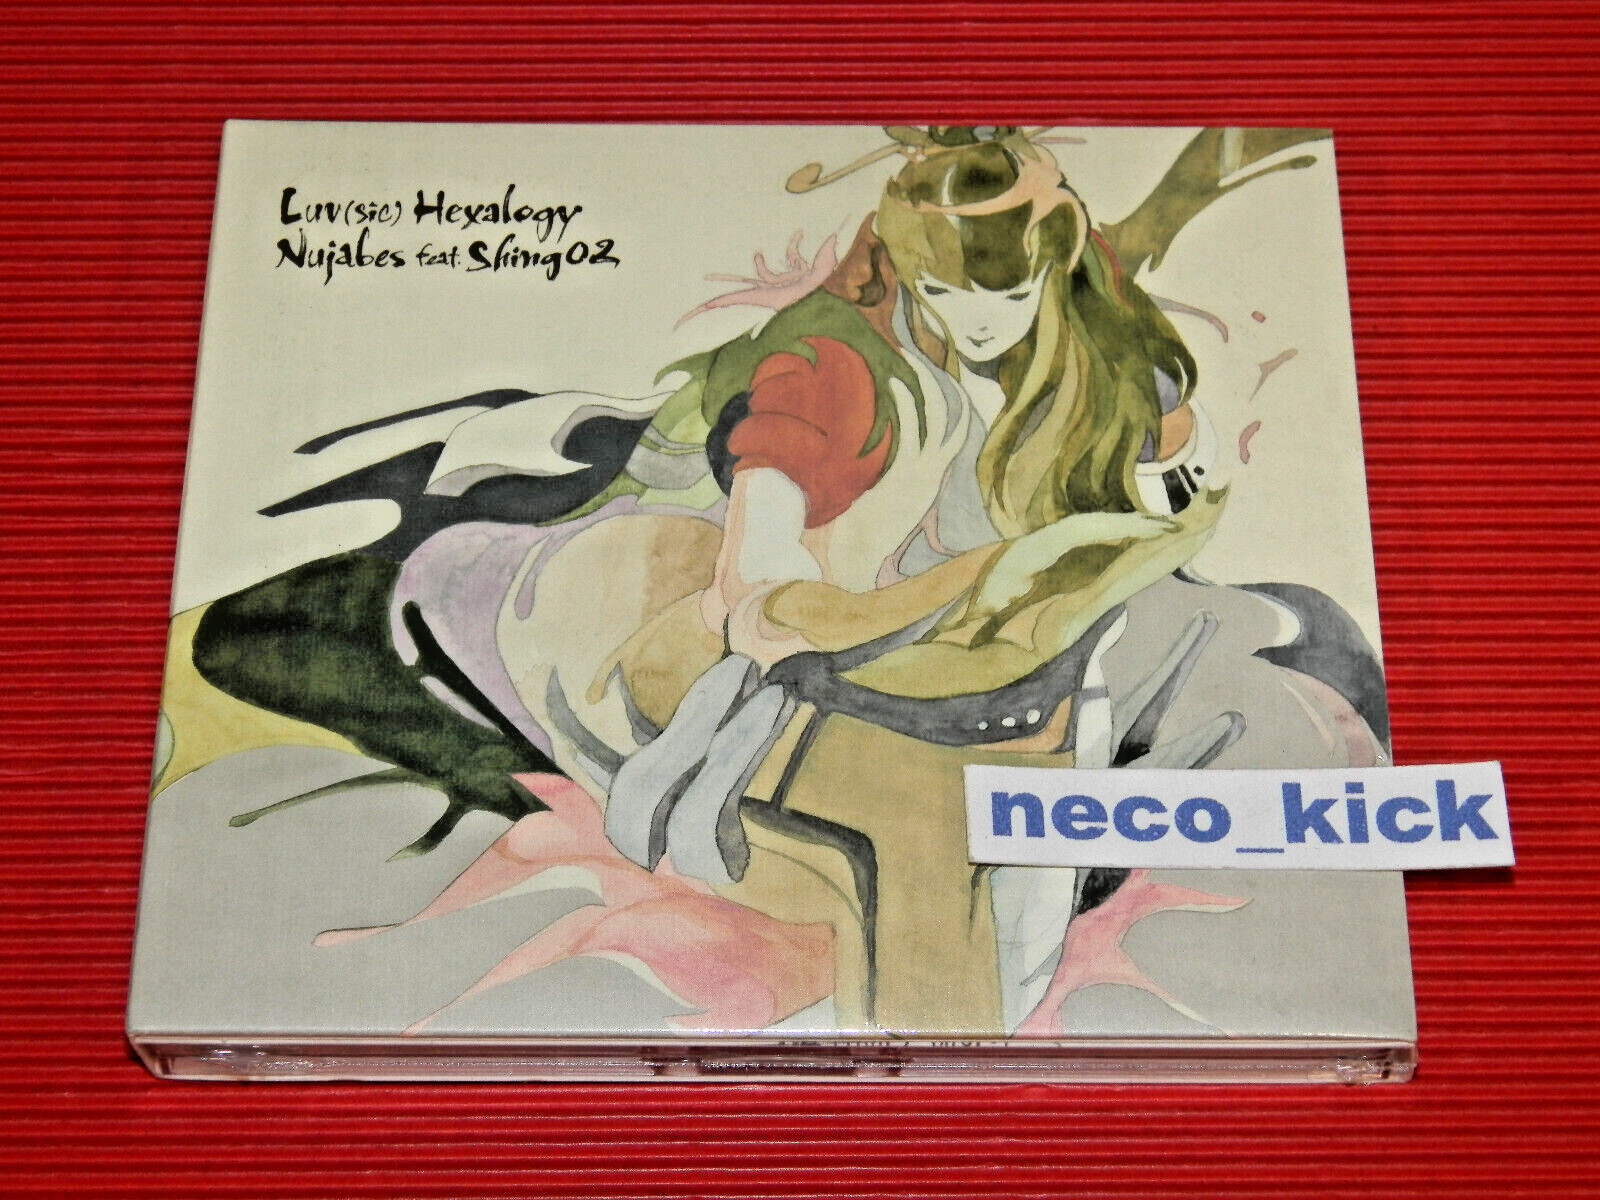 Luv(sic) Hexalogy
Nujabes feat. Shing02
neco_kick